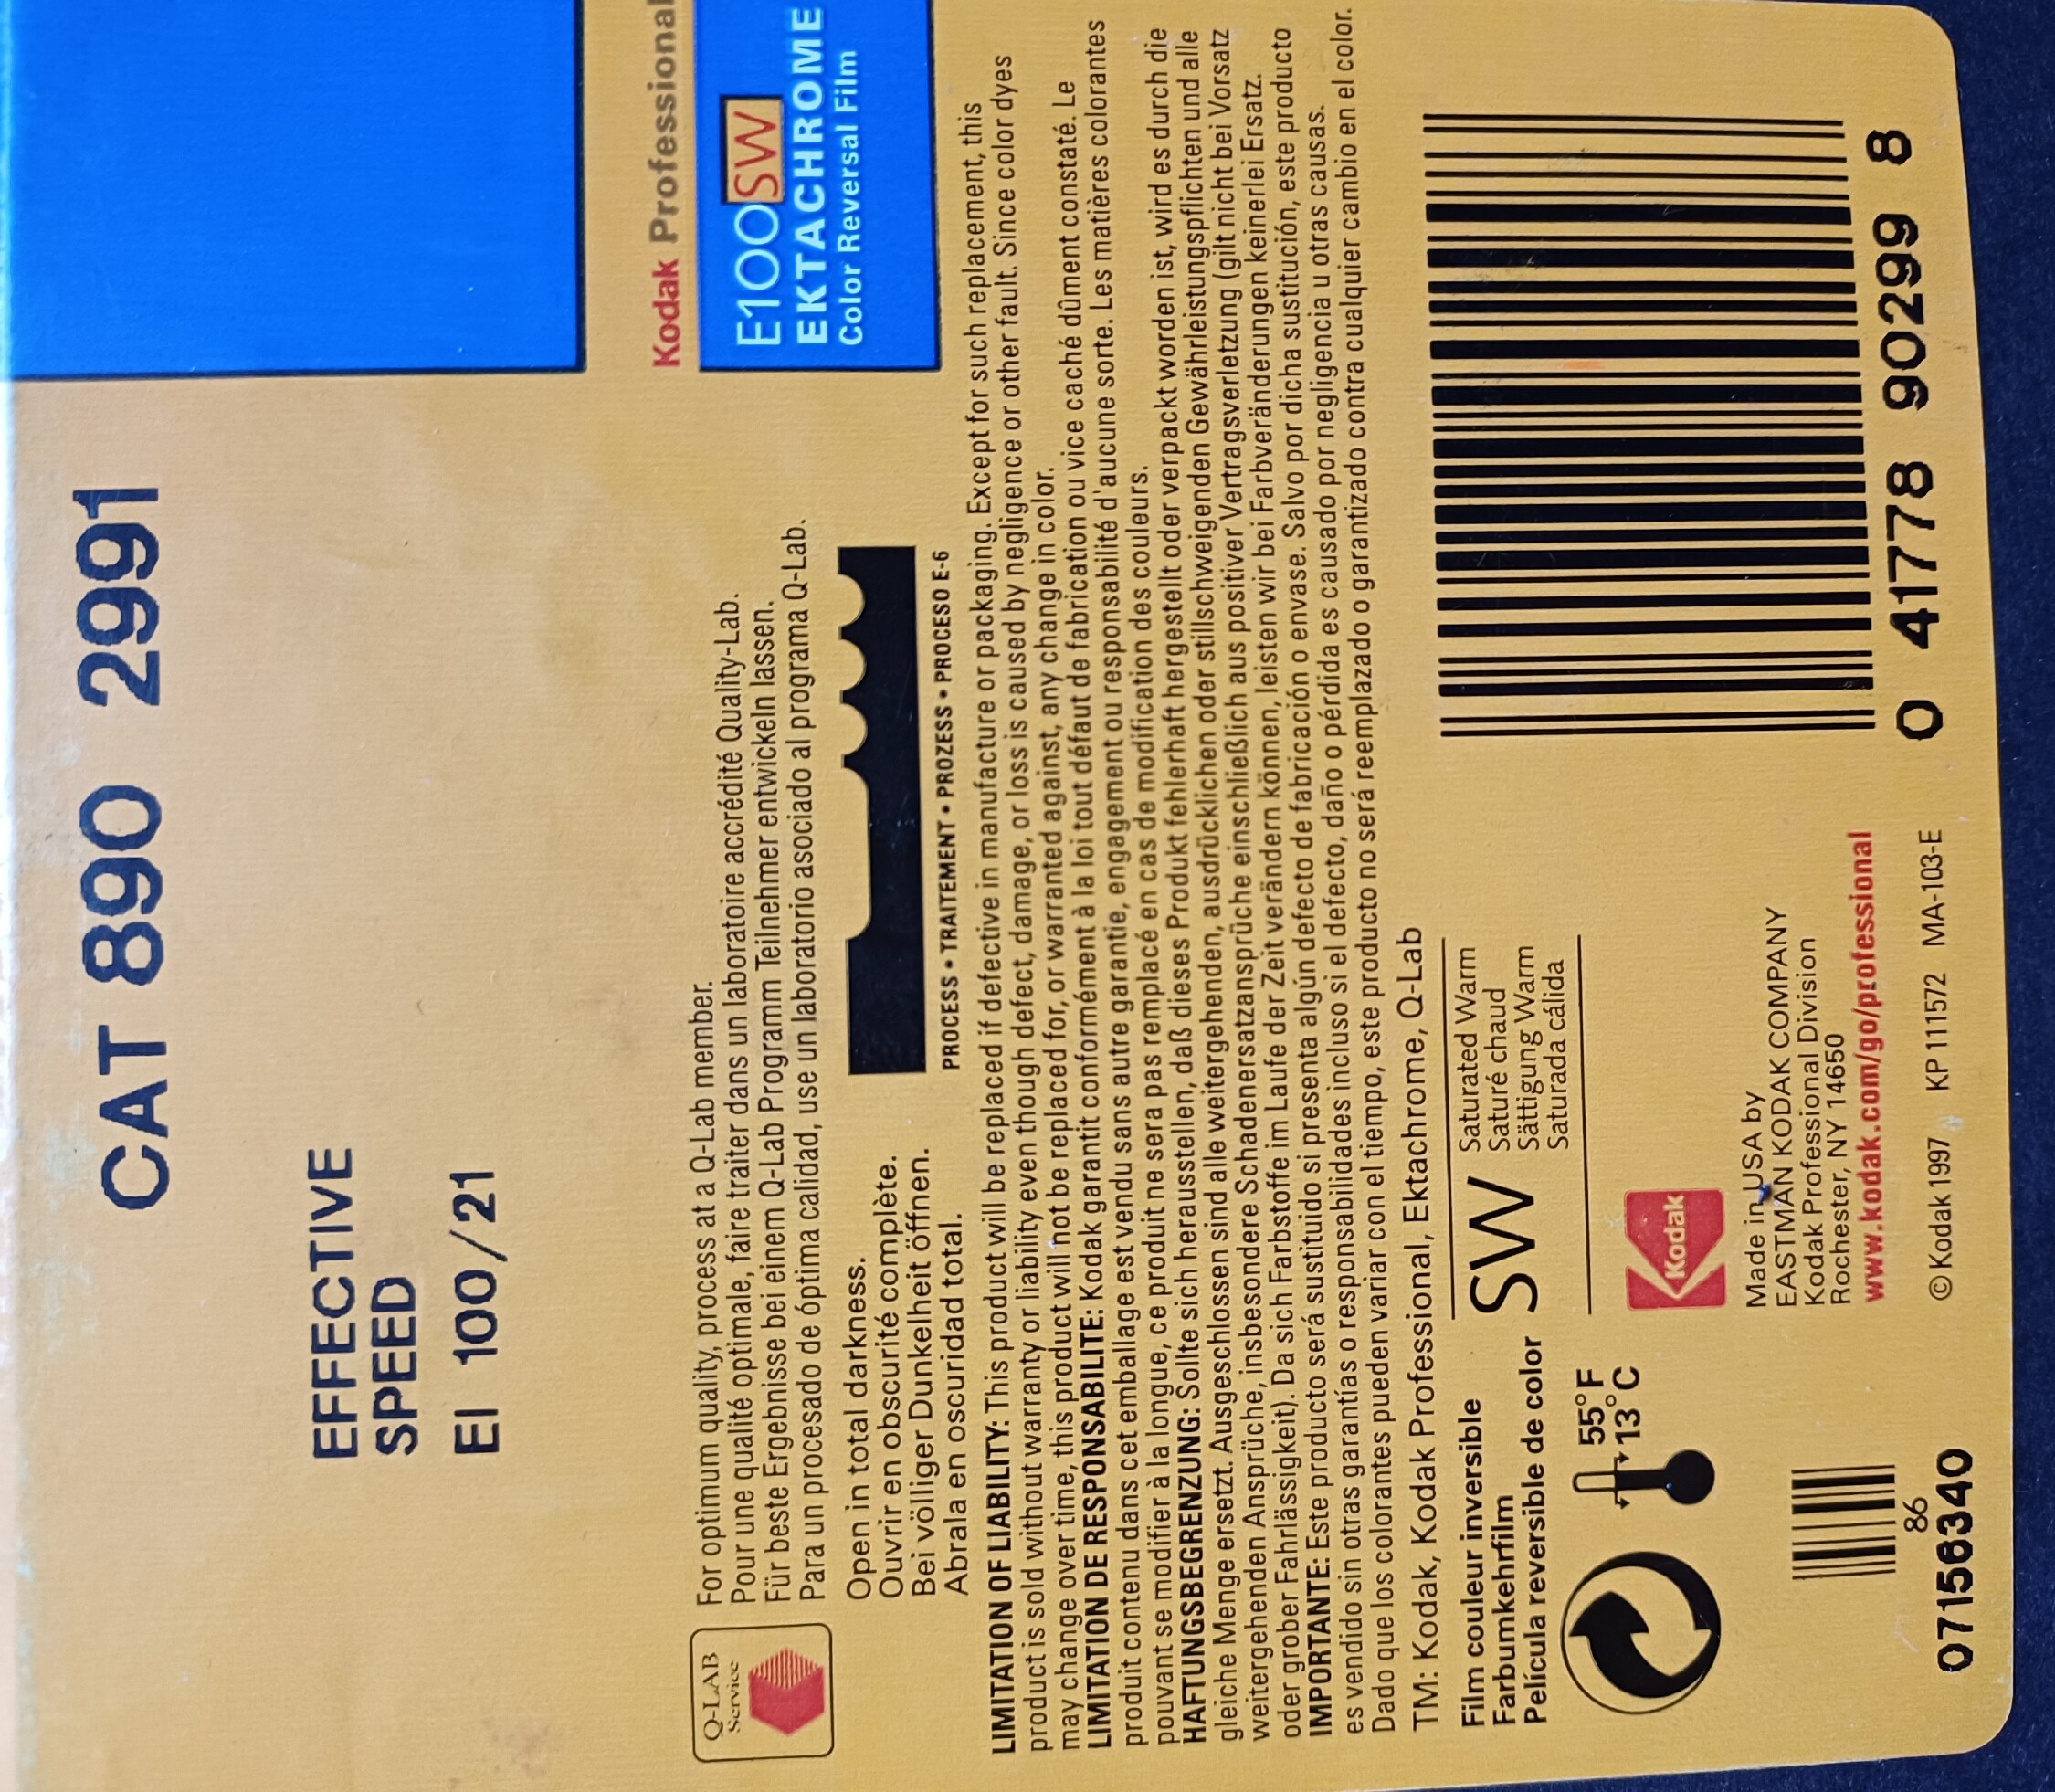 CAT 890 2991
EFFECTIVE
SPEED
EI 100/21
Kodak Professional
E100SW
EKTACHROME
Color Reversal Film
Q-LAB
Service
For optimum quality, process at a Q-Lab member.
Pour une qualité optimale, faire traiter dans un laboratoire accrédité Quality-Lab.
Für beste Ergebnisse bei einem Q-Lab Programm Teilnehmer entwickeln lassen.
Para un procesado de óptima calidad, use un laboratorio asociado al programa Q-Lab.
Open in total darkness.
Ouvrir en obscurité complète.
Bei völliger Dunkelheit öffnen.
Abrala en oscuridad total.
PROCESS • TRAITEMENT • PROZESS • PROCESO E-6
LIMITATION OF LIABILITY: This product will be replaced if defective in manufacture or packaging. Except for such replacement, this
product is sold without warranty or liability even though defect, damage, or loss is caused by negligence or other fault. Since color dyes
may change over time, this product will not be replaced for, or warranted against, any change in color.
LIMITATION DE RESPONSABILITE: Kodak garantit conformément à la loi tout défaut de fabrication ou vice caché dûment constaté. Le
produit contenu dans cet emballage est vendu sans autre garantie, engagement ou responsabilité d'aucune sorte. Les matières colorantes
pouvant se modifier à la longue, ce produit ne sera pas remplacé en cas de modification des couleurs.
HAFTUNGSBEGRENZUNG: Sollte sich herausstellen, daß dieses Produkt fehlerhaft hergestellt oder verpackt worden ist, wird es durch die
gleiche Menge ersetzt. Ausgeschlossen sind alle weitergehenden, ausdrücklichen oder stillschweigenden Gewährleistungspflichten und alle
weitergehenden Ansprüche, insbesondere Schadenersatzansprüche einschließlich aus positiver Vertragsverletzung (gilt nicht bei Vorsatz
oder grober Fahrlässigkeit). Da sich Farbstoffe im Laufe der Zeit verändern können, leisten wir bei Farbveränderungen keinerlei Ersatz.
IMPORTANTE: Este producto será sustituido si presenta algún defecto de fabricación o envase. Salvo por dicha sustitución, este producto
es vendido sin otras garantías o responsabilidades incluso si el defecto, daño o pérdida es causado por negligencia u otras causas.
Dado que los colorantes pueden variar con el tiempo, este producto no será reemplazado o garantizado contra cualquier cambio en el color.
TM: Kodak, Kodak Professional, Ektachrome, Q-Lab
Film couleur inversible
Farbumkehrfilm
Película reversible de color
SW
Saturated Warm
Saturé chaud
Sättigung Warm
Saturada cálida
55°F
13°C
Kodak
Made in USA by
EASTMAN KODAK COMPANY
Kodak Professional Division
Rochester, NY 14650
www.kodak.com/go/professional
© Kodak 1997 KP 111572 MA-103-E
86
07156340
0 41778 90299 8